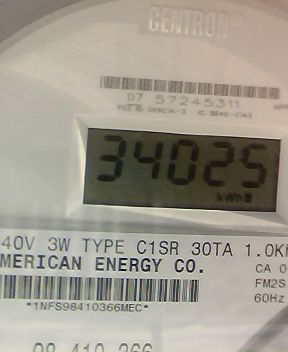 CENTRON®
07 57245311
34025
kWh
40V 3W TYPE C1SR 30TA 1.0K
MERICAN ENERGY CO.
CA 0
FM2S
60Hz
*1NFS98410366MEC*
98 410 366